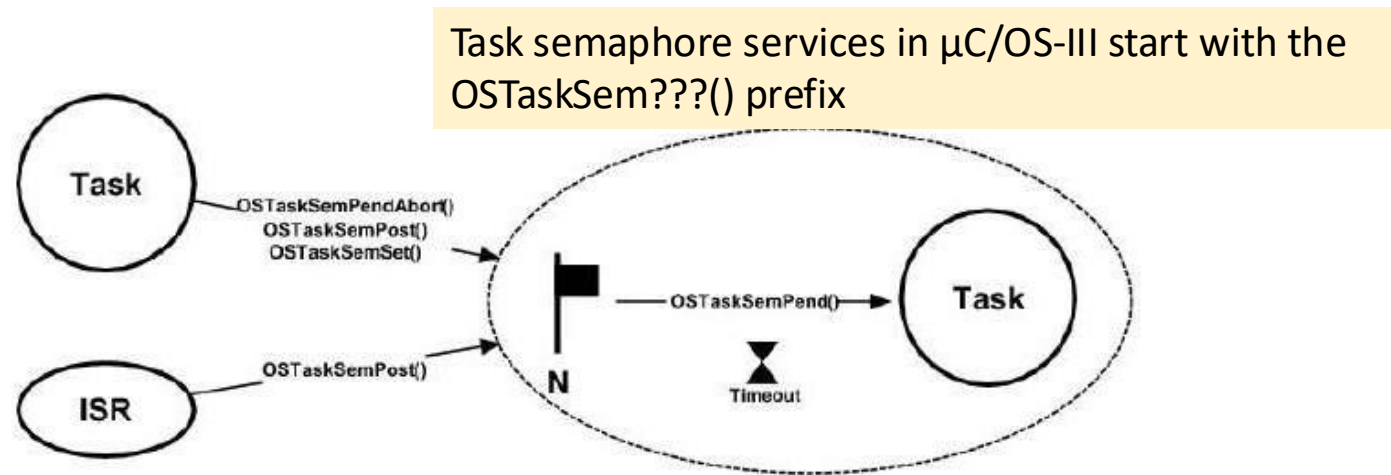 Task semaphore services in µC/OS-III start with the
OSTaskSem???() prefix
Task
OSTaskSemPendAbort()
OSTaskSemPost()
OSTaskSemSet()
OSTaskSemPend()
Task
Timeout
N
OSTaskSemPost()
ISR